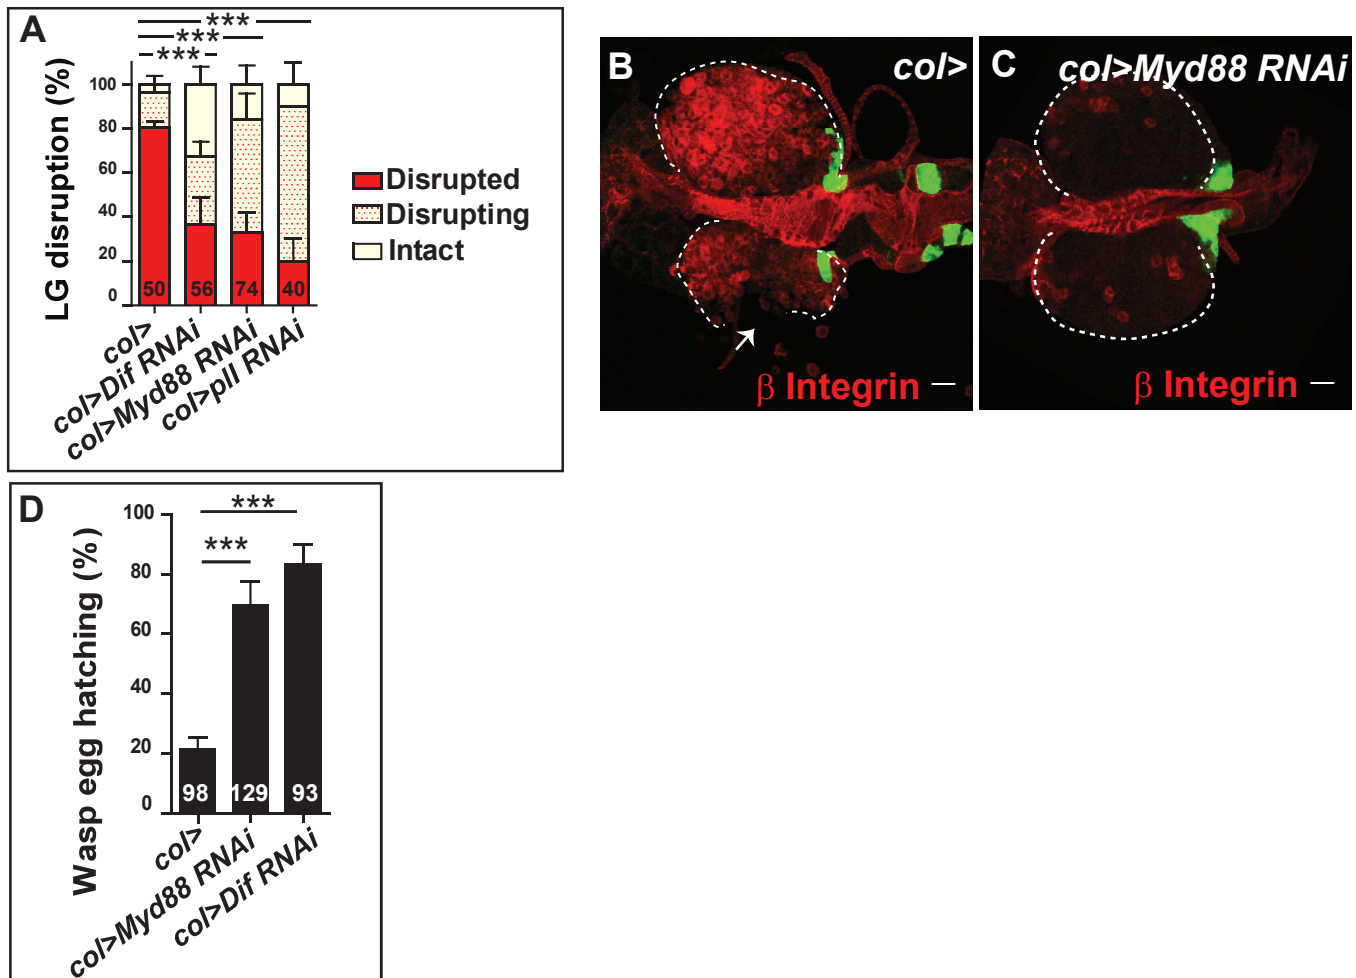 A
***
***
***
LG disruption (%)
100
80
60
40
20
0
50
56
74
40
col>
col>Dif RNAi
col>Myd88 RNAi
col>pll RNAi
Disrupted
Disrupting
Intact
B
col>
β Integrin
C
col>Myd88 RNAi
β Integrin
D
***
***
Wasp egg hatching (%)
100
80
60
40
20
0
98
129
93
col>
col>Myd88 RNAi
col>Dif RNAi